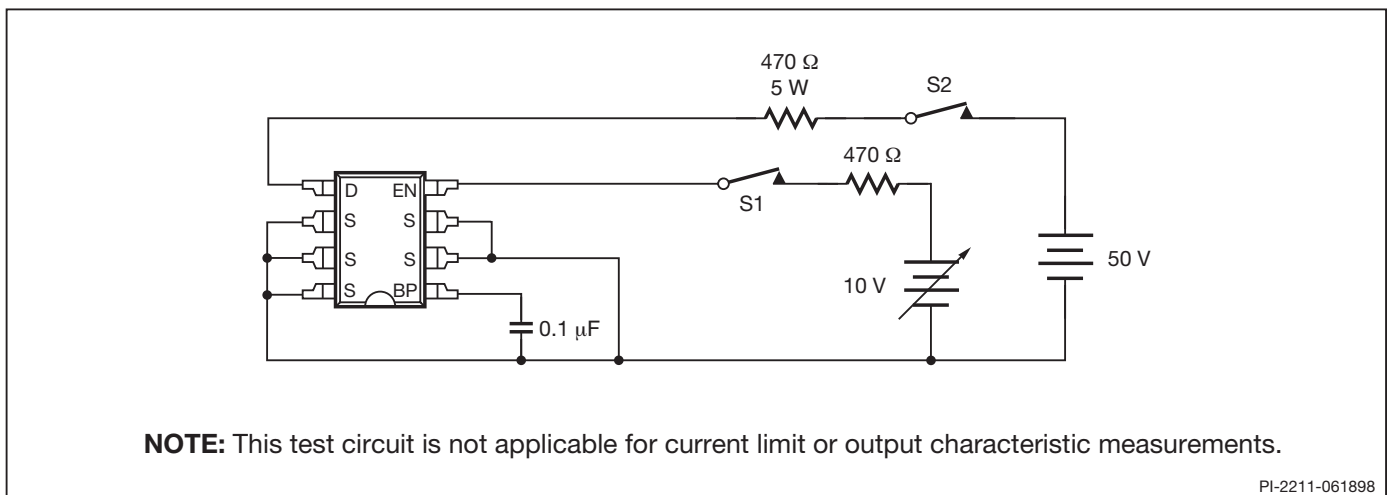 470 Ω
5 W
S2
470 Ω
S1
D EN
S S
S S
S BP
0.1 µF
10 V
50 V
NOTE: This test circuit is not applicable for current limit or output characteristic measurements.
PI-2211-061898